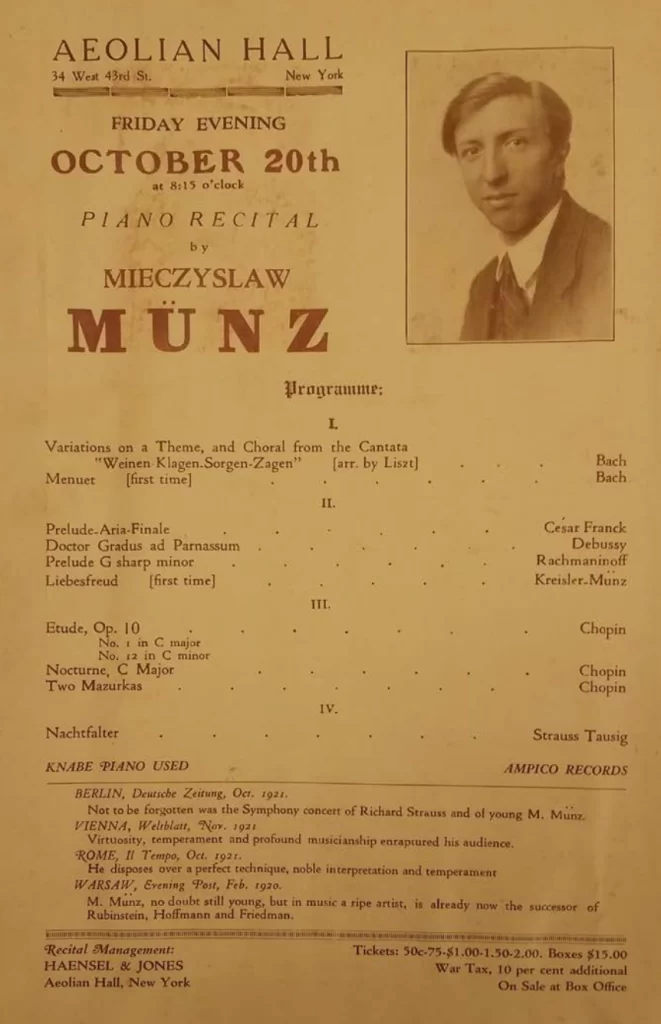 AEOLIAN HALL
34 West 43rd St. New York
FRIDAY EVENING
OCTOBER 20th
at 8:15 o'clock
PIANO RECITAL
by
MIECZYSLAW
MÜNZ
Programme:
I.
Variations on a Theme, and Choral from the Cantata
"Weinen-Klagen-Sorgen-Zagen" [arr. by Liszt] . . . Bach
Menuet [first time] . . . . . . Bach
II.
Prelude-Aria-Finale . . . . . . César Franck
Doctor Gradus ad Parnassum . . . . . . Debussy
Prelude G sharp minor . . . . . . Rachmaninoff
Liebesfreud [first time] . . . . . Kreisler-Münz
III.
Etude, Op. 10 . . . . . . Chopin
No. 1 in C major
No. 12 in C minor
Nocturne, C Major . . . . . . Chopin
Two Mazurkas . . . . . . Chopin
IV.
Nachtfalter . . . . . . . Strauss Tausig
KNABE PIANO USED AMPICO RECORDS
BERLIN, Deutsche Zeitung, Oct. 1921.
Not to be forgotten was the Symphony concert of Richard Strauss and of young M. Münz.
VIENNA, Weltblatt, Nov. 1921
Virtuosity, temperament and profound musicianship enraptured his audience.
ROME, Il Tempo, Oct. 1921.
He disposes over a perfect technique, noble interpretation and temperament
WARSAW, Evening Post, Feb. 1920.
M. Münz, no doubt still young, but in music a ripe artist, is already now the successor of
Rubinstein, Hoffmann and Friedman.
Recital Management: Tickets: 50c-75-$1.00-1.50-2.00. Boxes $15.00
HAENSEL & JONES War Tax, 10 per cent additional
Aeolian Hall, New York On Sale at Box Office